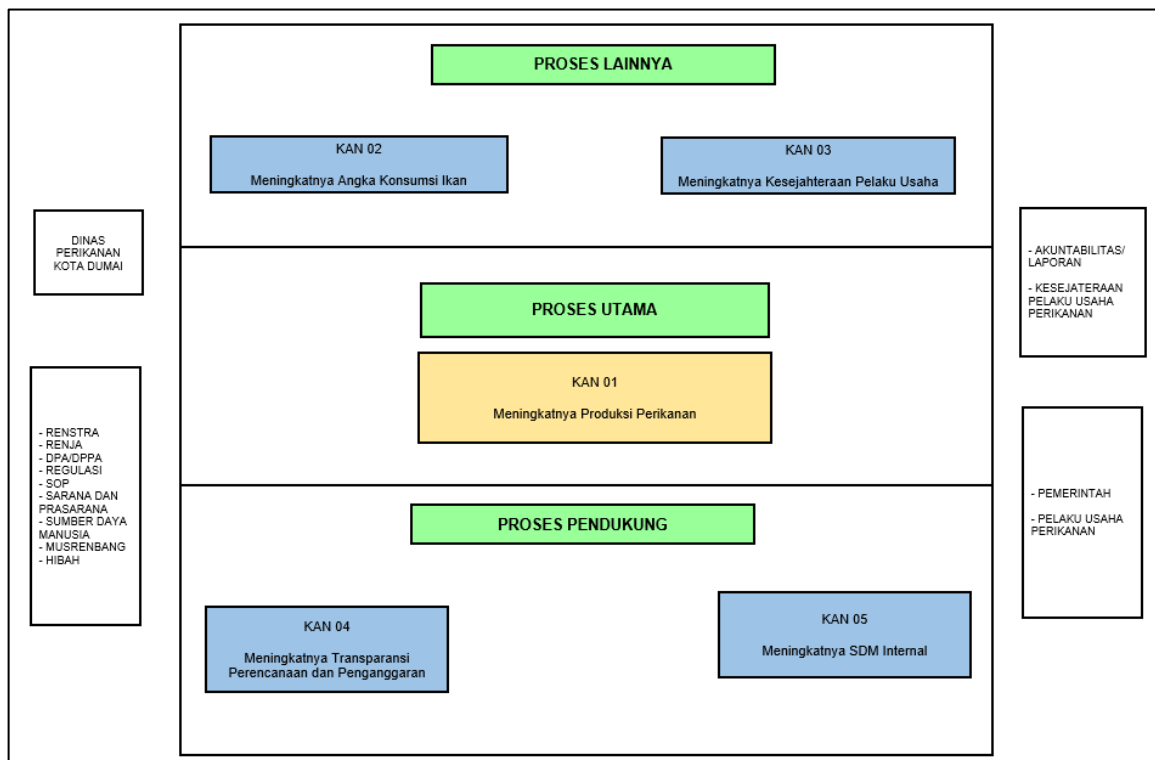 PROSES LAINNYA
KAN 02
Meningkatnya Angka Konsumsi Ikan
KAN 03
Meningkatnya Kesejahteraan Pelaku Usaha
DINAS
PERIKANAN
KOTA DUMAI
- AKUNTABILITAS/
LAPORAN
- KESEJATERAAN
PELAKU USAHA
PERIKANAN
PROSES UTAMA
KAN 01
Meningkatnya Produksi Perikanan
- RENSTRA
- RENJA
- DPA/DPPA
- REGULASI
- SOP
- SARANA DAN
PRASARANA
- SUMBER DAYA
MANUSIA
- MUSRENBANG
- HIBAH
- PEMERINTAH
- PELAKU USAHA
PERIKANAN
PROSES PENDUKUNG
KAN 04
Meningkatnya Transparansi
Perencanaan dan Penganggaran
KAN 05
Meningkatnya SDM Internal